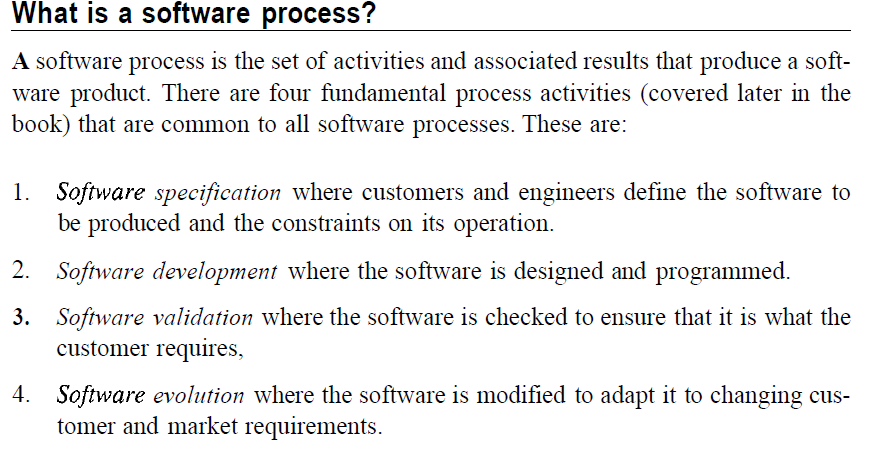 What is a software process?
A software process is the set of activities and associated results that produce a soft-
ware product. There are four fundamental process activities (covered later in the
book) that are common to all software processes. These are:
1. Software specification where customers and engineers define the software to
be produced and the constraints on its operation.
2. Software development where the software is designed and programmed.
3. Software validation where the software is checked to ensure that it is what the
customer requires,
4. Software evolution where the software is modified to adapt it to changing cus-
tomer and market requirements.